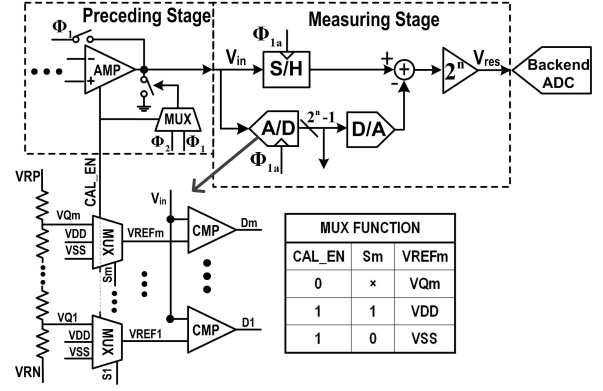 Preceding Stage
Measuring Stage
Φ1
AMP
MUX
Φ2 Φ1
Vin
Φ1a
S/H
+
-
2ⁿ
Vres
Backend
ADC
A/D
2ⁿ-1
D/A
Φ1a
CAL_EN
VRP
VQm
VDD
VSS
MUX
Sm
VREFm
Vin
CMP
Dm
VQ1
VDD
VSS
MUX
S1
VREF1
CMP
D1
VRN
MUX FUNCTION
CAL_EN Sm VREFm
0 × VQm
1 1 VDD
1 0 VSS